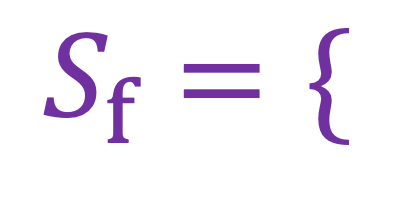 S_f = {